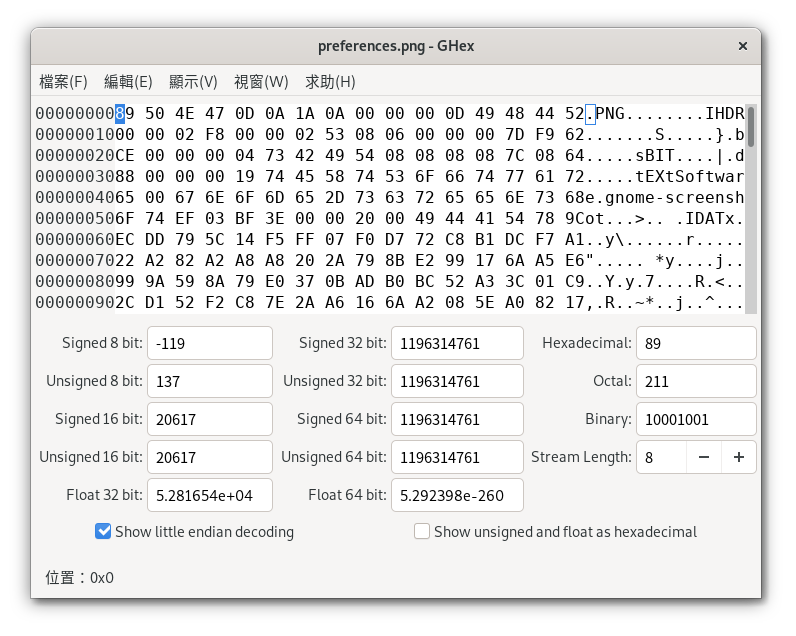 preferences.png - GHex
×
檔案(F) 編輯(E) 顯示(V) 視窗(W) 求助(H)
00000000 89 50 4E 47 0D 0A 1A 0A 00 00 00 0D 49 48 44 52 .PNG........IHDR
00000010 00 00 02 F8 00 00 02 53 08 06 00 00 00 7D F9 62 .......S.....}.b
00000020 CE 00 00 00 04 73 42 49 54 08 08 08 08 7C 08 64 .....sBIT....|.d
00000030 88 00 00 00 19 74 45 58 74 53 6F 66 74 77 61 72 .....tEXtSoftwar
00000040 65 00 67 6E 6F 6D 65 2D 73 63 72 65 65 6E 73 68 e.gnome-screensh
00000050 6F 74 EF 03 BF 3E 00 00 20 00 49 44 41 54 78 9C ot...>.. .IDATx.
00000060 EC DD 79 5C 14 F5 FF 07 F0 D7 72 C8 B1 DC F7 A1 ..y\......r.....
00000070 22 A2 82 A2 A8 A8 20 2A 79 8B E2 99 17 6A A5 E6 "..... *y....j..
00000080 99 9A 59 8A 79 E0 37 0B AD B0 BC 52 A3 3C 01 C9 ..Y.y.7....R.<..
00000090 2C D1 52 F2 C8 7E 2A A6 16 6A A2 08 5E A0 82 17 ,.R..~*..j..^...
Signed 8 bit: -119 Signed 32 bit: 1196314761 Hexadecimal: 89
Unsigned 8 bit: 137 Unsigned 32 bit: 1196314761 Octal: 211
Signed 16 bit: 20617 Signed 64 bit: 1196314761 Binary: 10001001
Unsigned 16 bit: 20617 Unsigned 64 bit: 1196314761 Stream Length: 8 − +
Float 32 bit: 5.281654e+04 Float 64 bit: 5.292398e-260
Show little endian decoding Show unsigned and float as hexadecimal
位置：0x0